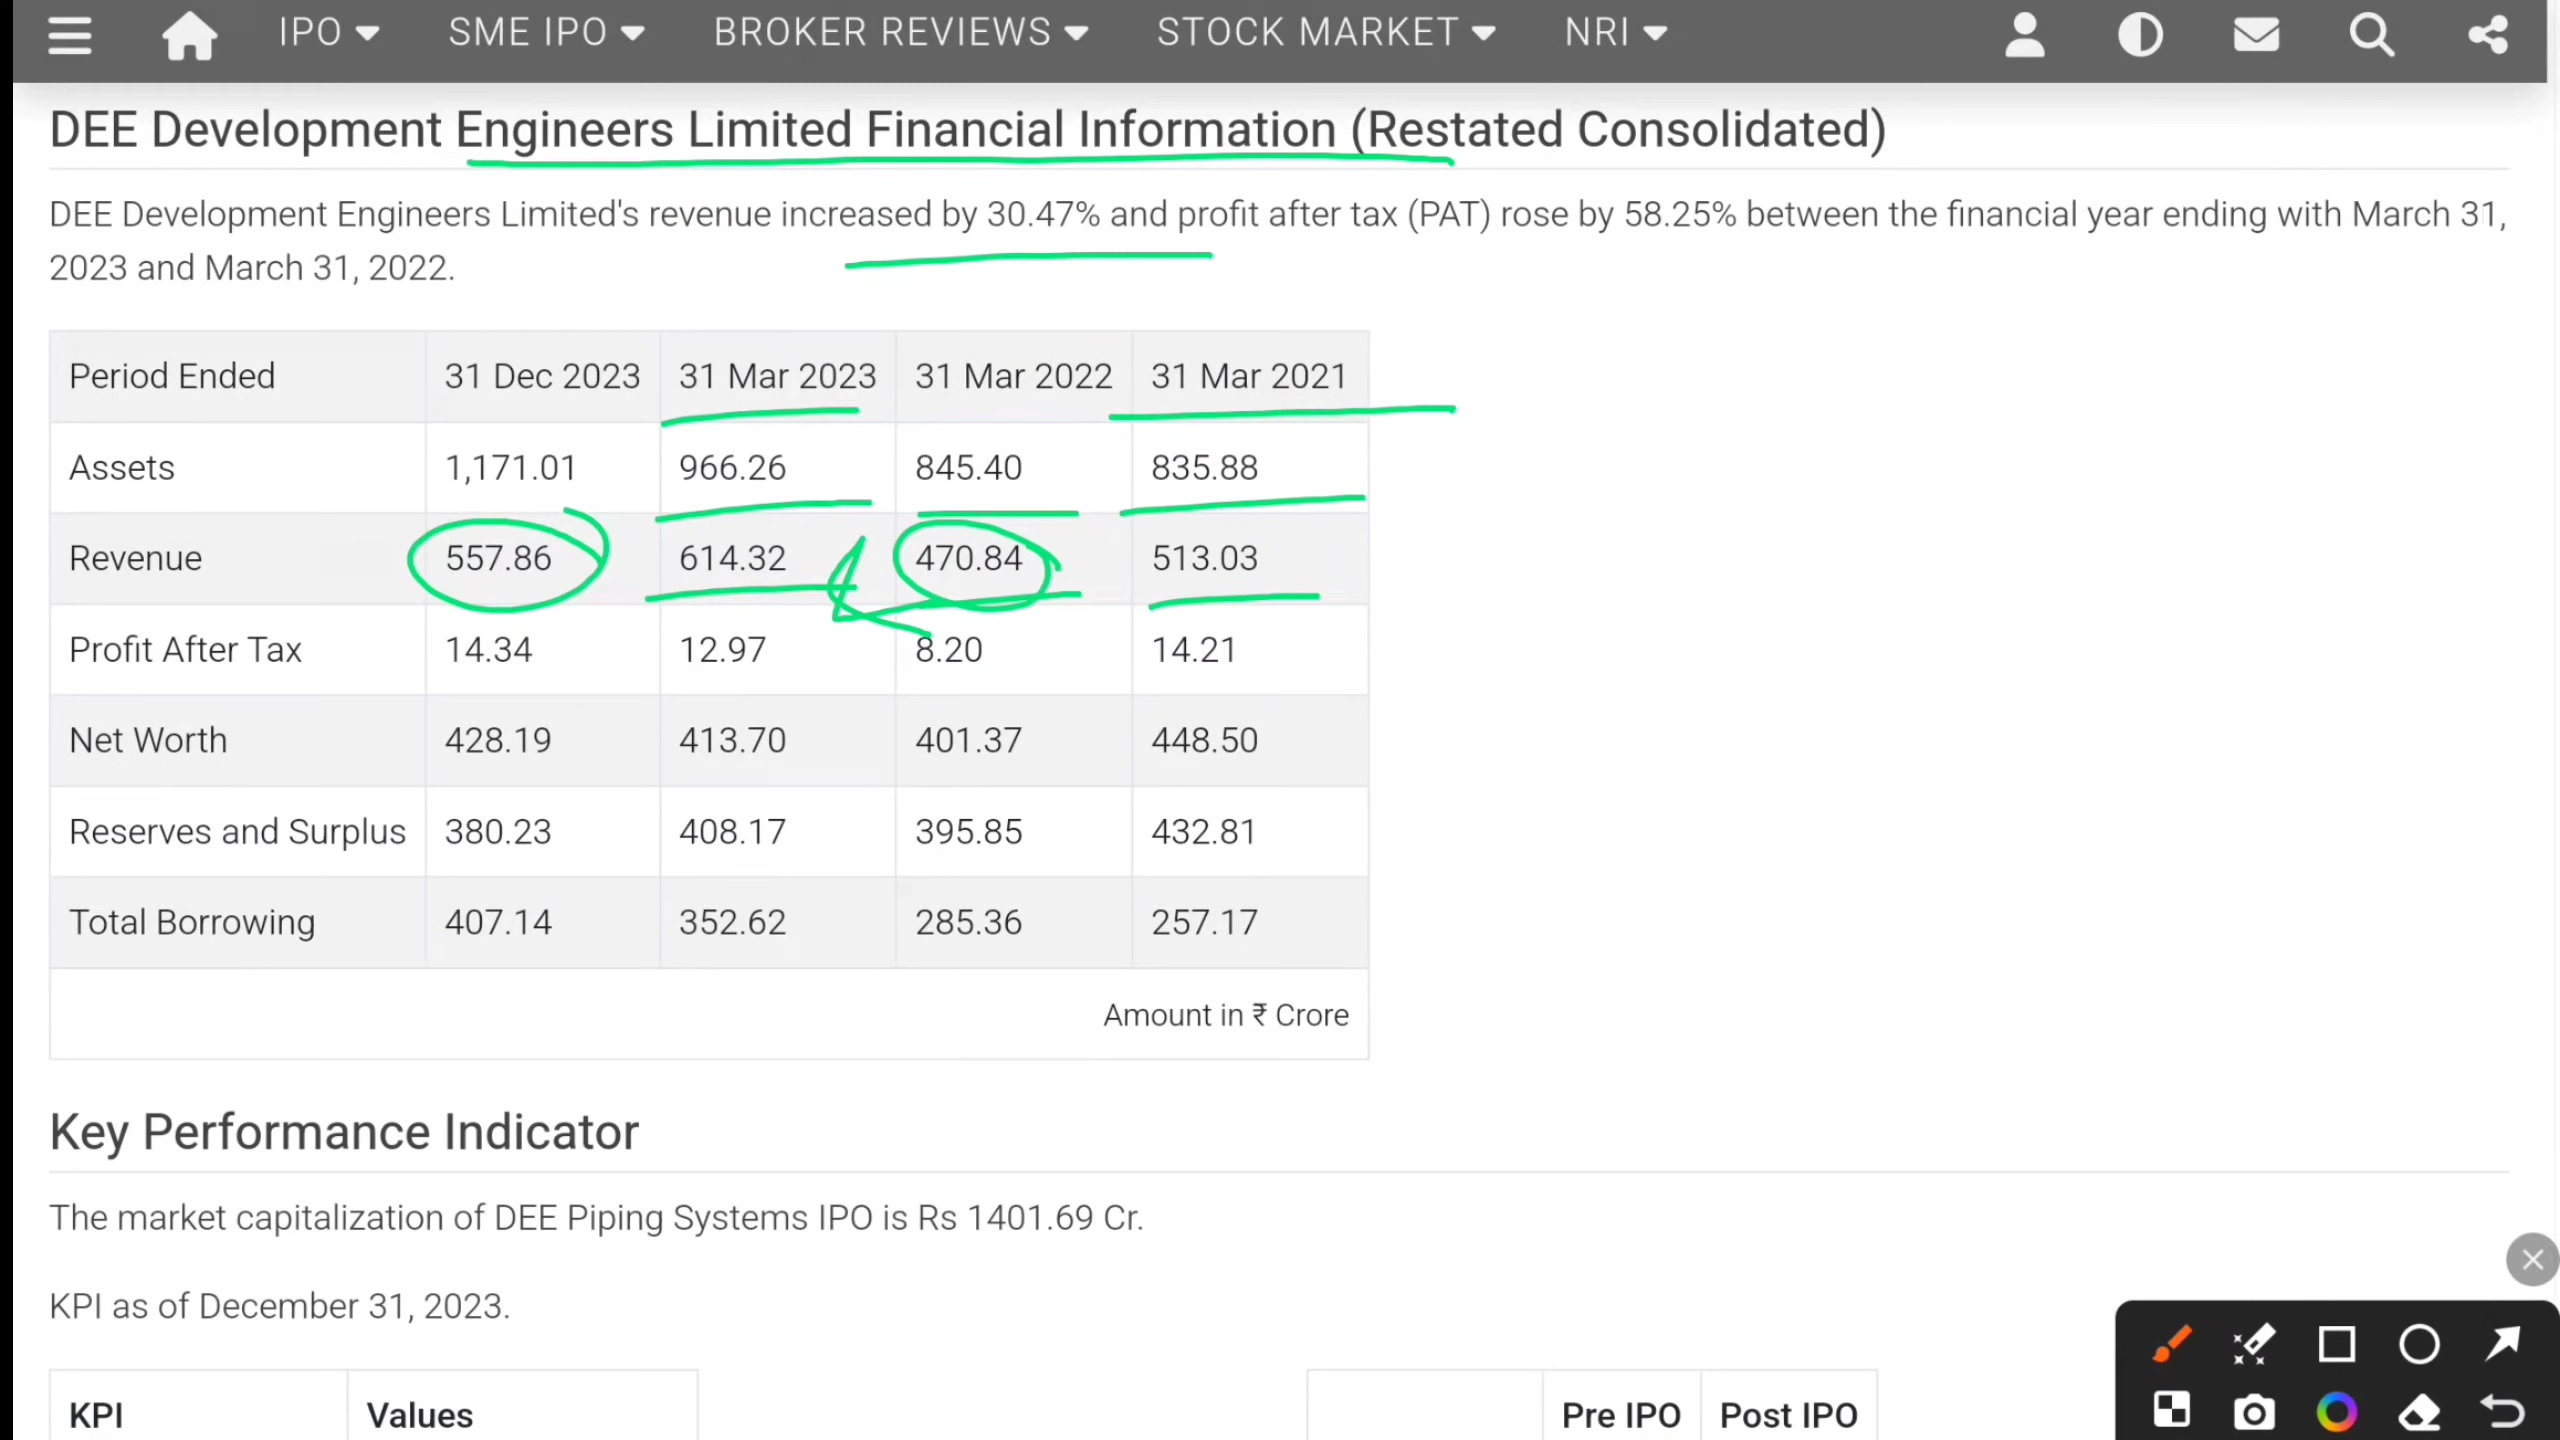 IPO SME IPO BROKER REVIEWS STOCK MARKET NRI
DEE Development Engineers Limited Financial Information (Restated Consolidated)
DEE Development Engineers Limited's revenue increased by 30.47% and profit after tax (PAT) rose by 58.25% between the financial year ending with March 31,
2023 and March 31, 2022.
Period Ended 31 Dec 2023 31 Mar 2023 31 Mar 2022 31 Mar 2021
Assets 1,171.01 966.26 845.40 835.88
Revenue 557.86 614.32 470.84 513.03
Profit After Tax 14.34 12.97 8.20 14.21
Net Worth 428.19 413.70 401.37 448.50
Reserves and Surplus 380.23 408.17 395.85 432.81
Total Borrowing 407.14 352.62 285.36 257.17
Amount in ₹ Crore
Key Performance Indicator
The market capitalization of DEE Piping Systems IPO is Rs 1401.69 Cr.
KPI as of December 31, 2023.
KPI Values Pre IPO Post IPO